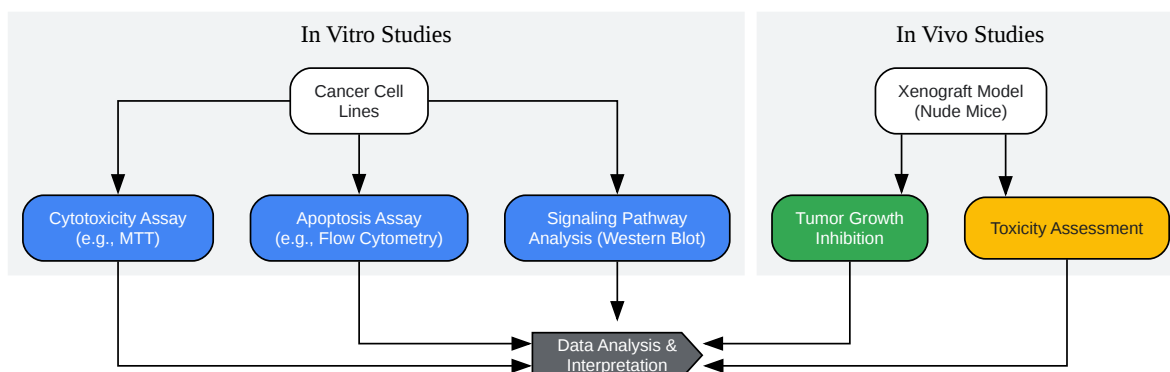 In Vitro Studies
Cancer Cell
Lines
Cytotoxicity Assay
(e.g., MTT)
Apoptosis Assay
(e.g., Flow Cytometry)
Signaling Pathway
Analysis (Western Blot)
In Vivo Studies
Xenograft Model
(Nude Mice)
Tumor Growth
Inhibition
Toxicity Assessment
Data Analysis &
Interpretation